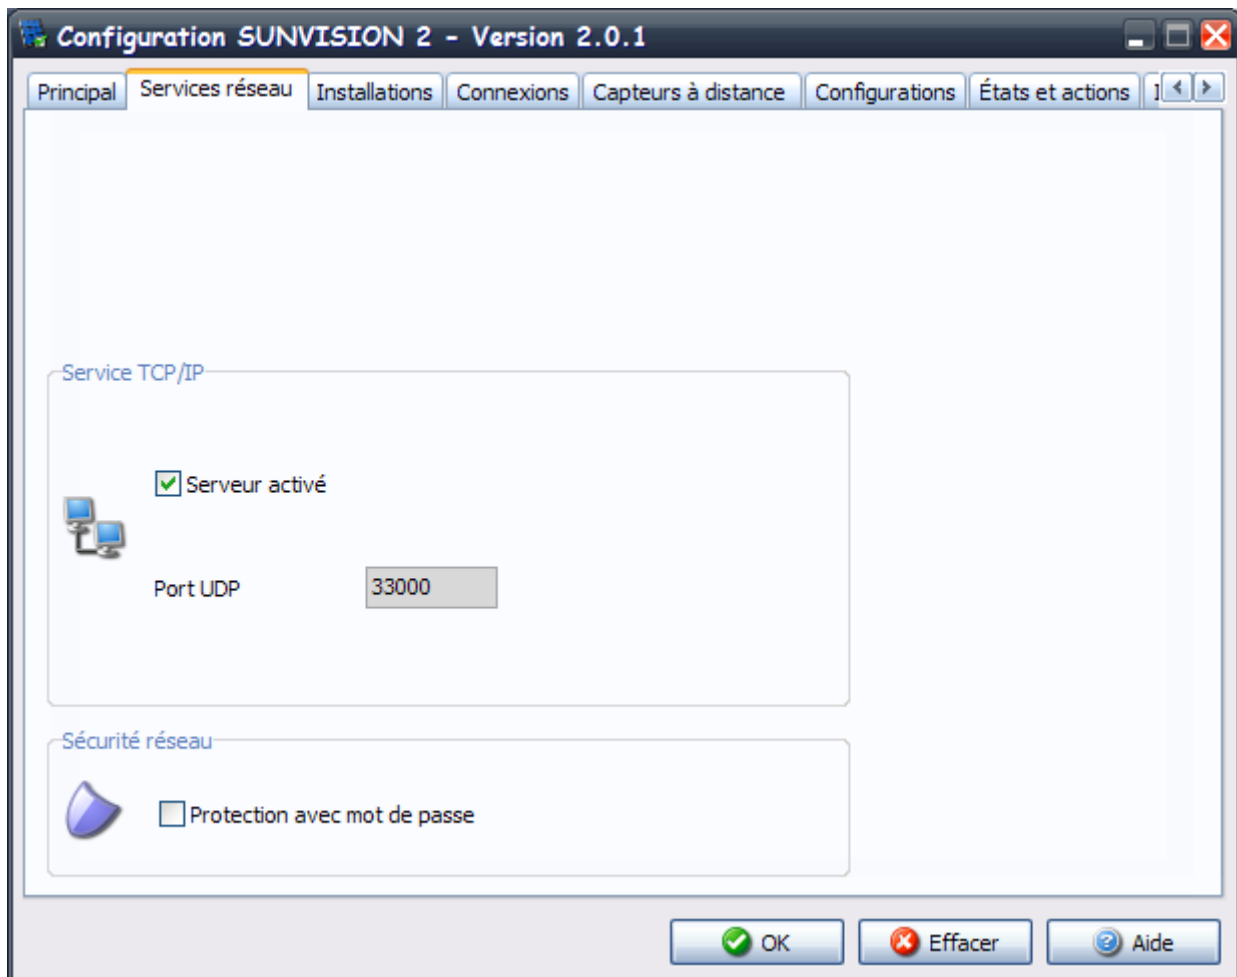 Configuration SUNVISION 2 - Version 2.0.1
Principal Services réseau Installations Connexions Capteurs à distance Configurations États et actions
Service TCP/IP
Serveur activé
Port UDP 33000
Sécurité réseau
Protection avec mot de passe
OK Effacer Aide